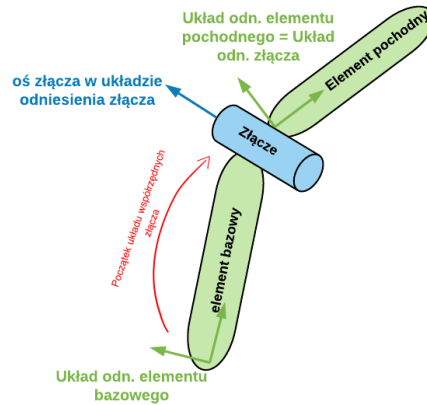 Układ odn. elementu
pochodnego = Układ
odn. złącza
Element pochodny
oś złącza w układzie
odniesienia złącza
Złącze
Początek układu współrzędnych
złącza
element bazowy
Układ odn. elementu
bazowego